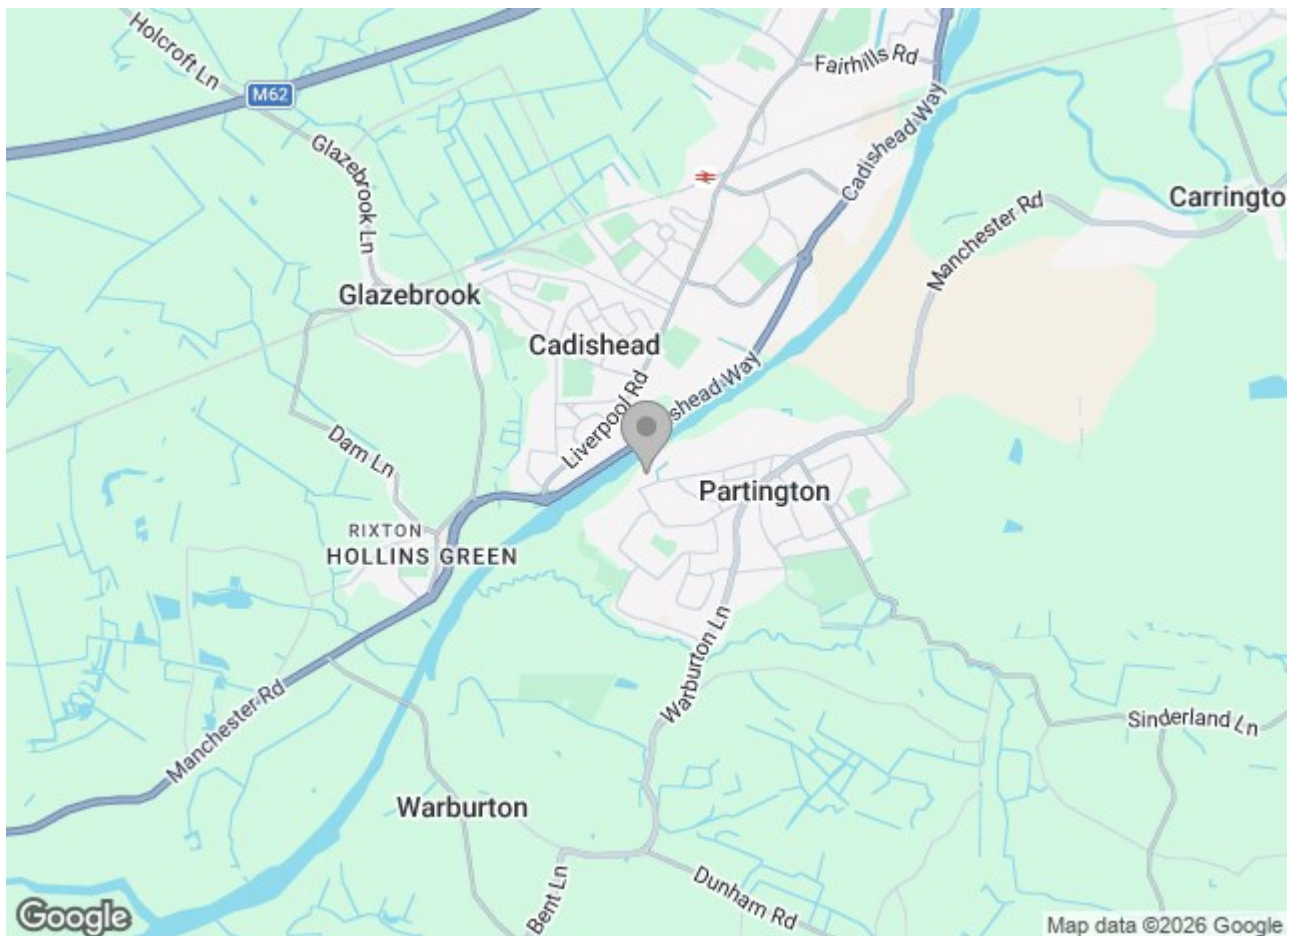 Holcroft Ln
M62
Fairhills Rd
Glazebrook Ln
Cadishead Way
Carringto
Manchester Rd
Glazebrook
Cadishead
Liverpool Rd
shead Way
Dam Ln
Partington
RIXTON
HOLLINS GREEN
Warburton Ln
Manchester Rd
Sinderland Ln
Warburton
Bent Ln
Dunham Rd
Google
Map data ©2026 Google